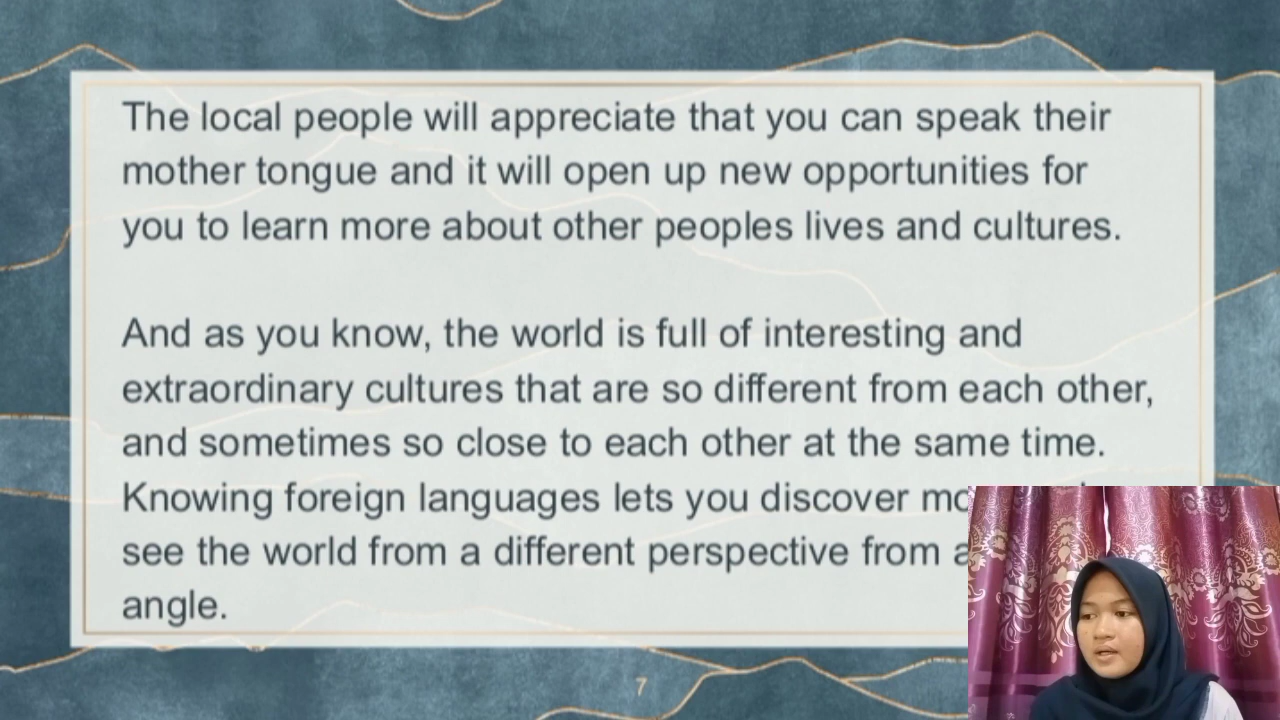 The local people will appreciate that you can speak their
mother tongue and it will open up new opportunities for
you to learn more about other peoples lives and cultures.
And as you know, the world is full of interesting and
extraordinary cultures that are so different from each other,
and sometimes so close to each other at the same time.
Knowing foreign languages lets you discover
see the world from a different perspective from
angle.
7